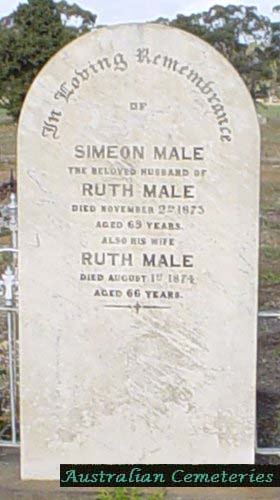 In Loving Remembrance
OF
SIMEON MALE
THE BELOVED HUSBAND OF
RUTH MALE
DIED NOVEMBER 2ND 1873
AGED 69 YEARS.
ALSO HIS WIFE
RUTH MALE
DIED AUGUST 1ST 1874
AGED 66 YEARS.
Australian Cemeteries